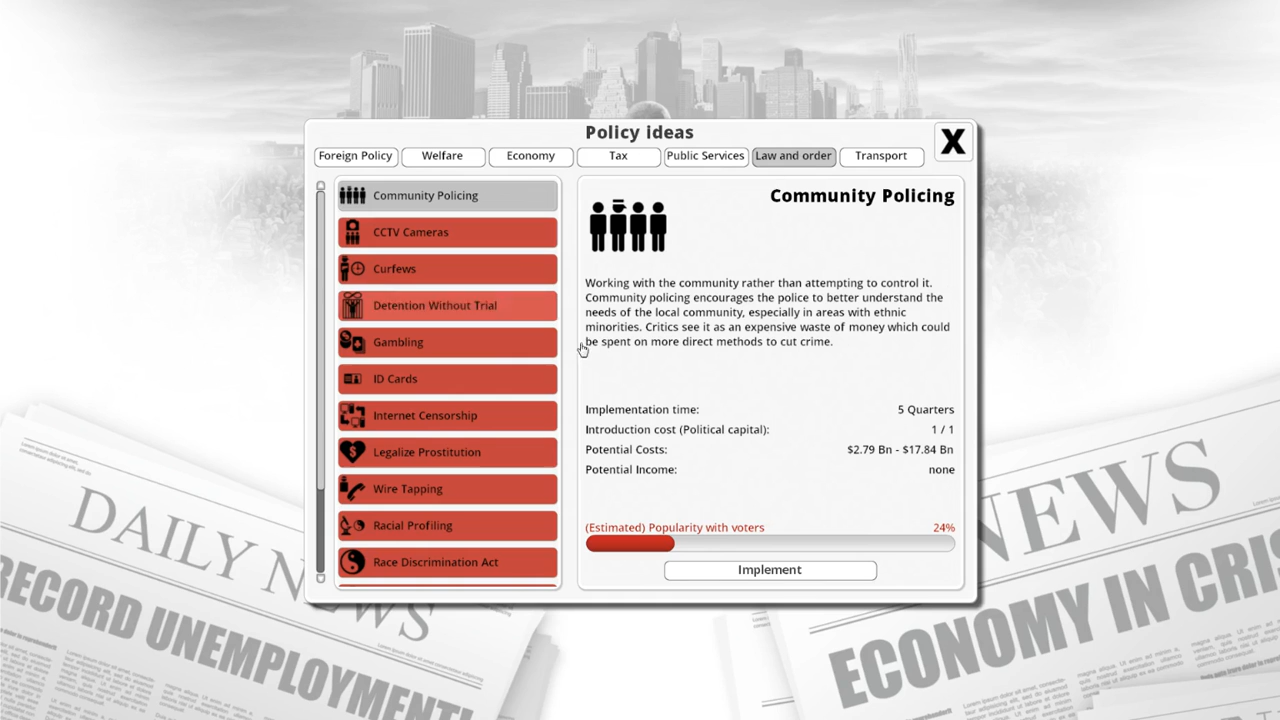 Policy ideas
X
Foreign Policy
Welfare
Economy
Tax
Public Services
Law and order
Transport
Community Policing
CCTV Cameras
Curfews
Detention Without Trial
Gambling
ID Cards
Internet Censorship
Legalize Prostitution
Wire Tapping
Racial Profiling
Race Discrimination Act
Community Policing
Working with the community rather than attempting to control it.
Community policing encourages the police to better understand the
needs of the local community, especially in areas with ethnic
minorities. Critics see it as an expensive waste of money which could
be spent on more direct methods to cut crime.
Implementation time: 5 Quarters
Introduction cost (Political capital): 1 / 1
Potential Costs: $2.79 Bn - $17.84 Bn
Potential Income: none
(Estimated) Popularity with voters 24%
Implement
DAILY NEWS
RECORD UNEMPLOYMENT!
NEWS
ECONOMY IN CRIS